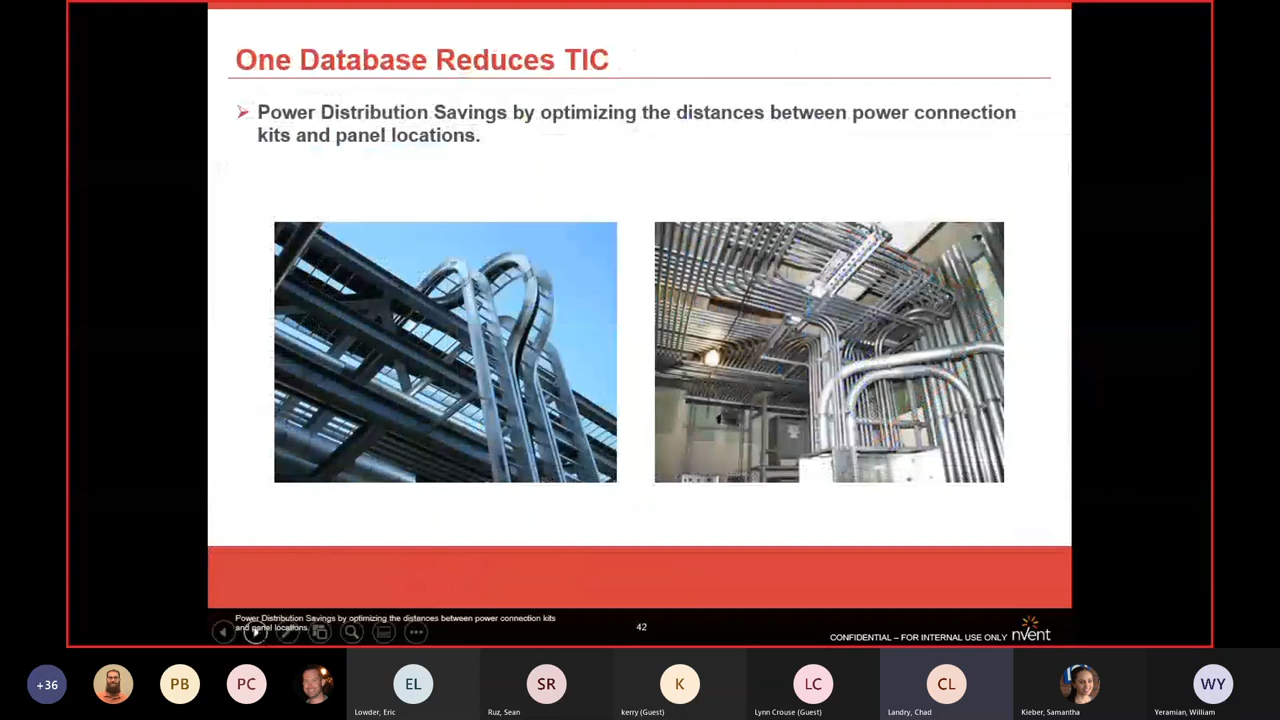 One Database Reduces TIC
Power Distribution Savings by optimizing the distances between power connection
kits and panel locations.
Power Distribution Savings by optimizing the distances between power connection kits
and panel locations.
42
CONFIDENTIAL – FOR INTERNAL USE ONLY
nVent
+36
PB
PC
EL
SR
K
LC
CL
WY
Lowder, Eric
Ruz, Sean
kerry (Guest)
Lynn Crouse (Guest)
Landry, Chad
Kieber, Samantha
Yeramian, William